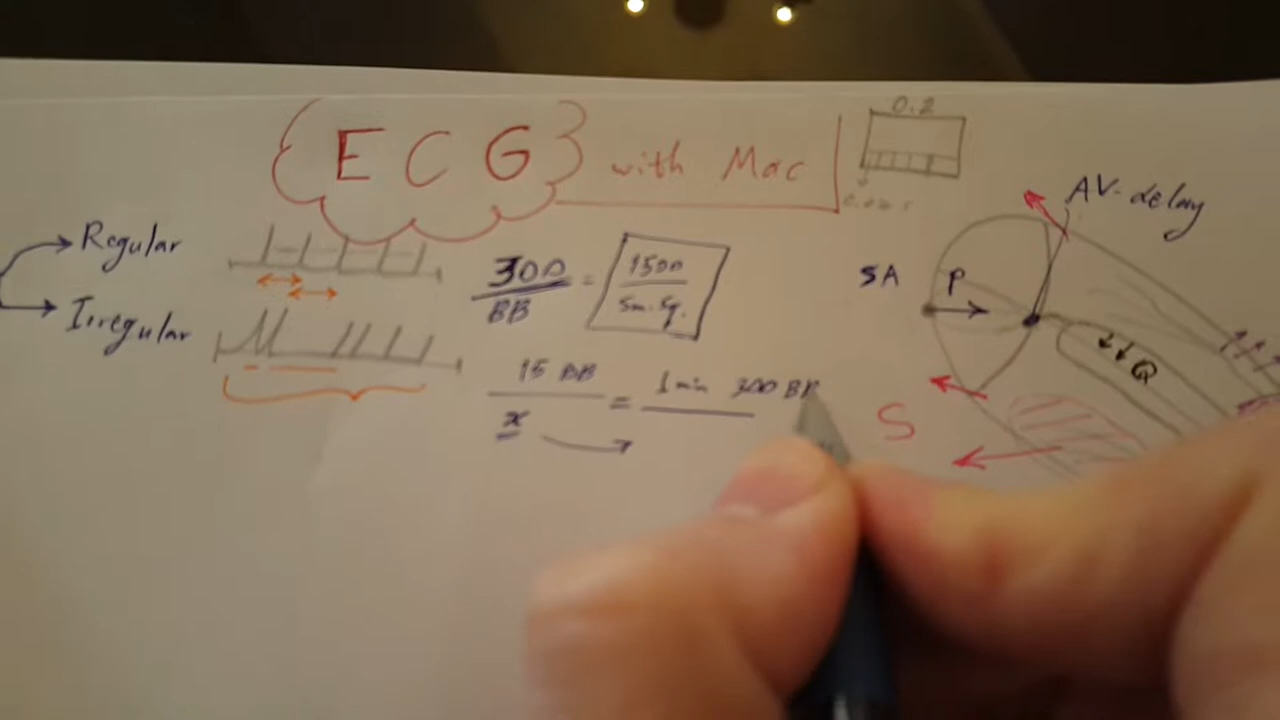 ECG with Mac
0.2
AV-delay
Regular
Irregular
300
BB
=
1500
Sm.Sq.
SA
P
Q
15 BB
x
=
1 min 300 BB
S